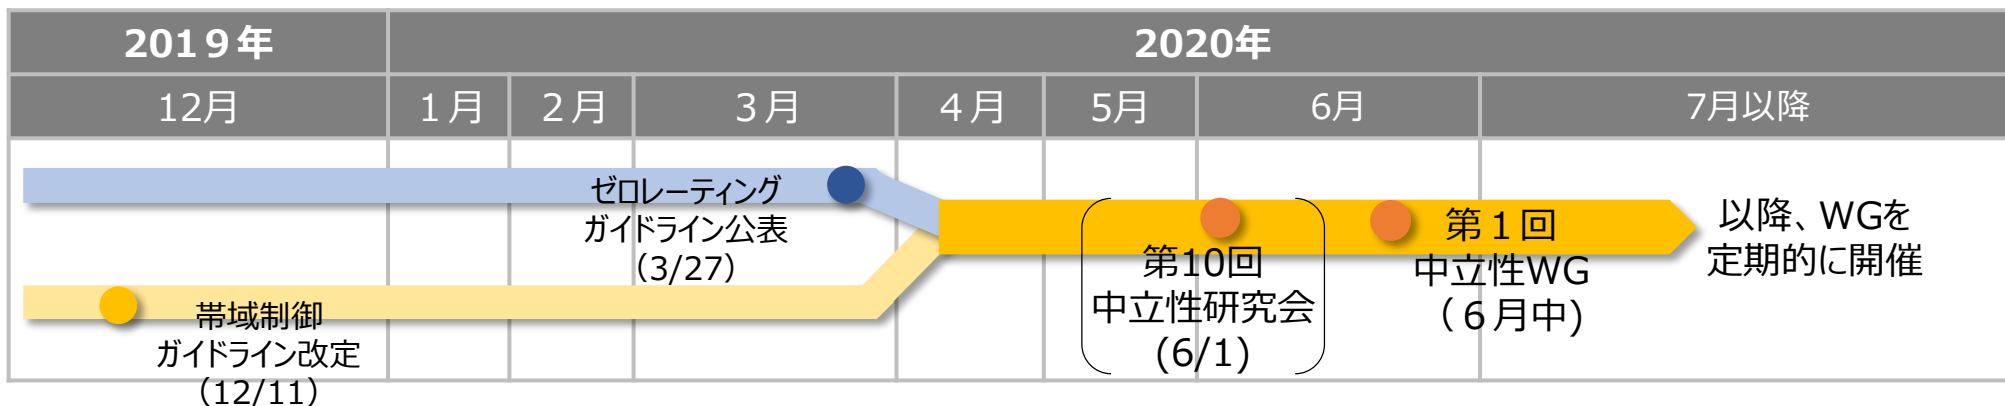 2019年
2020年
12月
1月
2月
3月
4月
5月
6月
7月以降
ゼロレーティング
ガイドライン公表
（3/27）
帯域制御
ガイドライン改定
（12/11）
第10回
中立性研究会
(6/1)
第１回
中立性WG
（６月中)
以降、WGを
定期的に開催